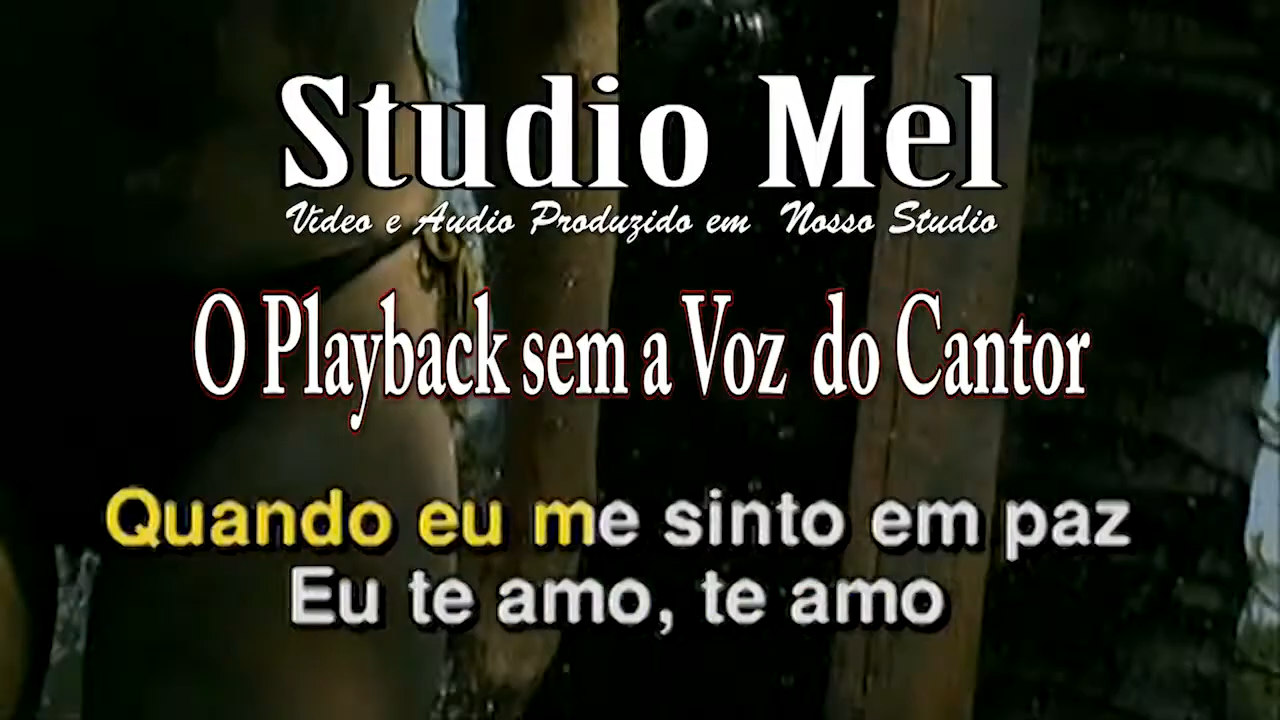 Studio Mel
Video e Audio Produzido em Nosso Studio
O Playback sem a Voz do Cantor
Quando eu me sinto em paz
Eu te amo, te amo